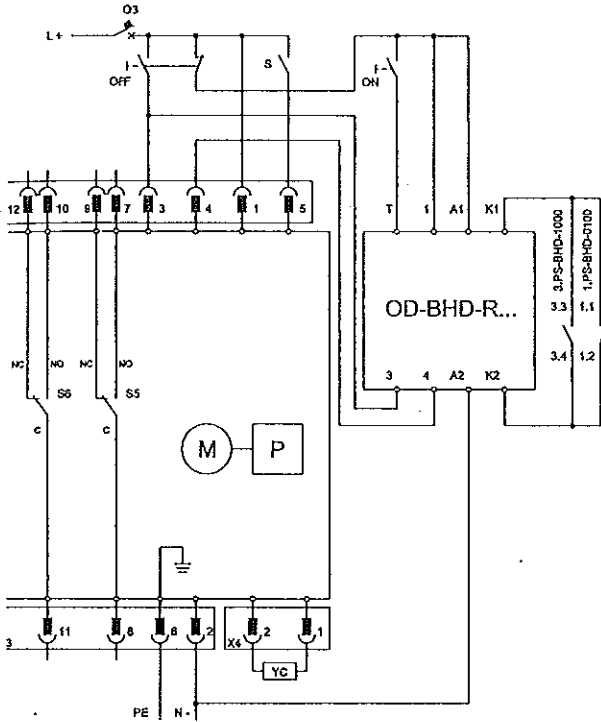 Q3
L+
OFF
S
ON
12 10 9 7 3 4 1 5
T 1 A1 K1
3.PS-BHD-1000
1.PS-BHD-0100
OD-BHD-R...
3.3 1.1
3.4 1.2
3 4 A2 K2
NC NO NC NO
S6 S5
C C
M P
11 8 6 2 2 1
3 X4
YC
PE N-